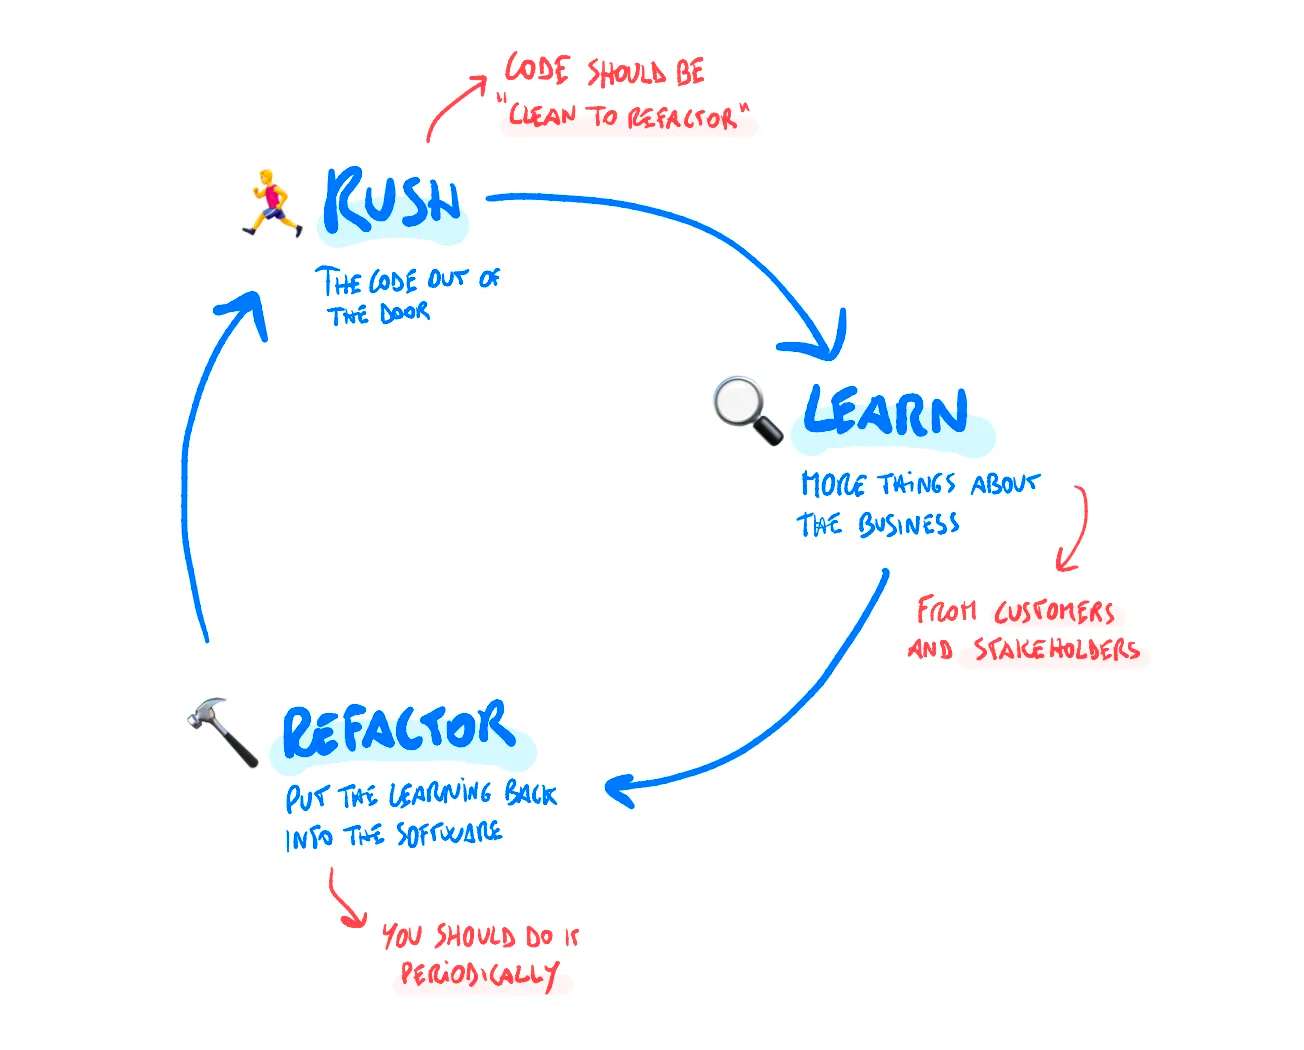 CODE SHOULD BE
"CLEAN TO REFACTOR"
RUSH
THE CODE OUT OF
THE DOOR
LEARN
MORE THINGS ABOUT
THE BUSINESS
FROM CUSTOMERS
AND STAKEHOLDERS
REFACTOR
PUT THE LEARNING BACK
INTO THE SOFTWARE
YOU SHOULD DO IT
PERIODICALLY